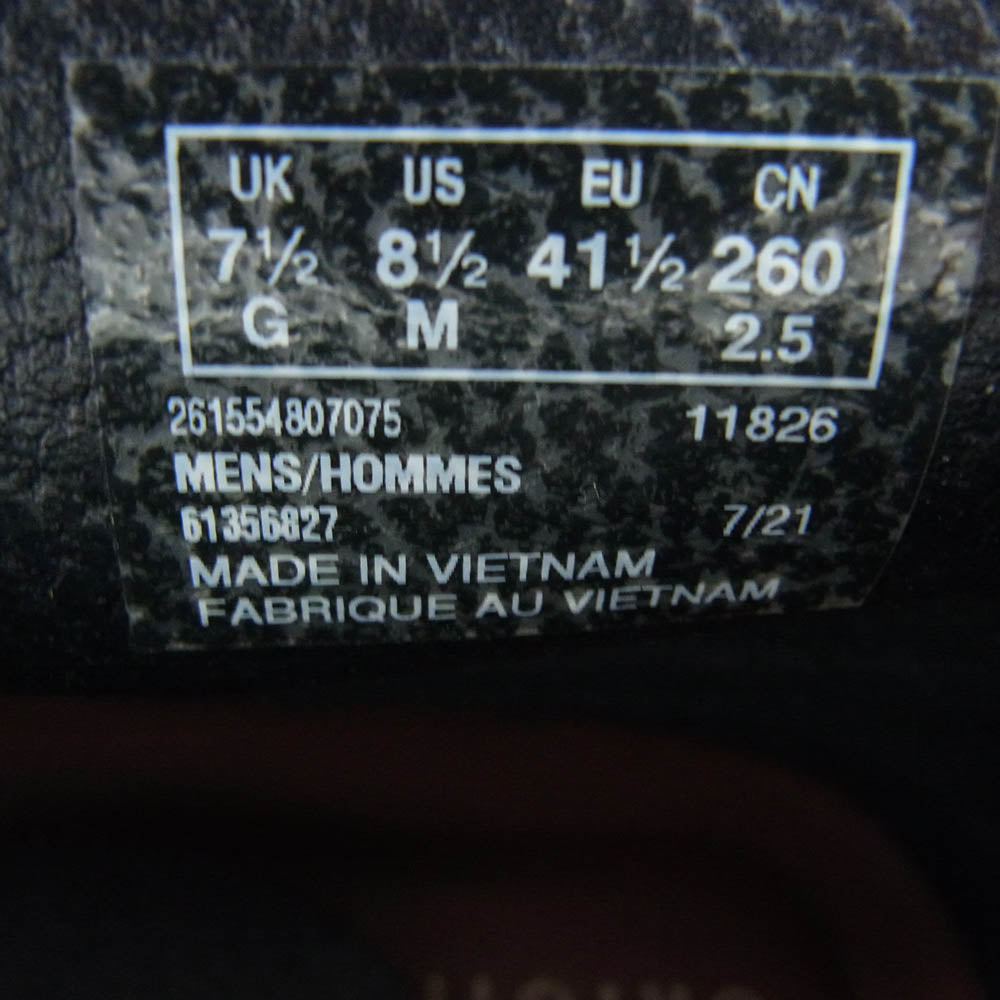 UK US EU CN
7½ 8½ 41½ 260
G M 2.5
261554807075 11826
MENS/HOMMES
61356827 7/21
MADE IN VIETNAM
FABRIQUE AU VIETNAM